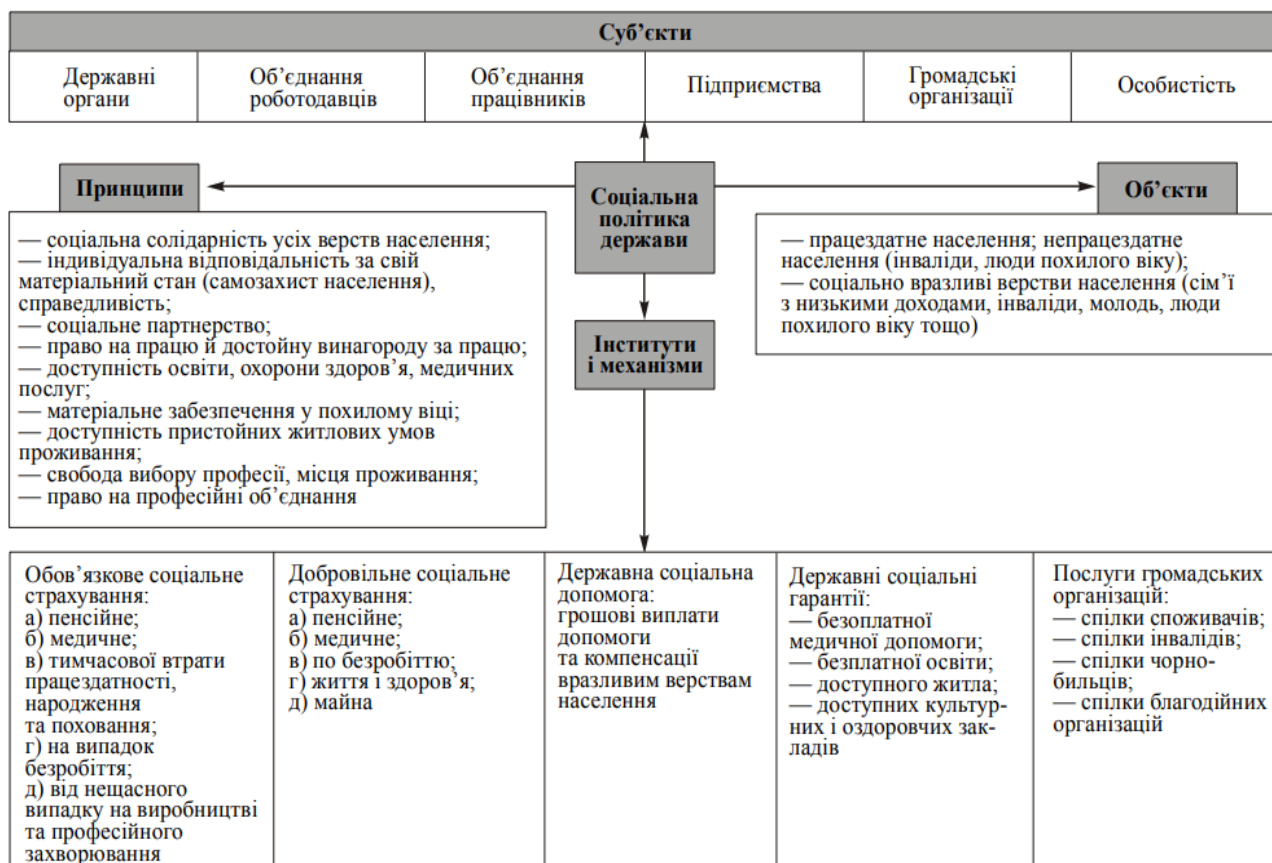 Суб’єкти
Державні
органи
Об’єднання
роботодавців
Об’єднання
працівників
Підприємства
Громадські
організації
Особистість
Принципи
— соціальна солідарність усіх верств населення;
— індивідуальна відповідальність за свій
матеріальний стан (самозахист населення),
справедливість;
— соціальне партнерство;
— право на працю й достойну винагороду за працю;
— доступність освіти, охорони здоров’я, медичних
послуг;
— матеріальне забезпечення у похилому віці;
— доступність пристойних житлових умов
проживання;
— свобода вибору професії, місця проживання;
— право на професійні об’єднання
Соціальна
політика
держави
Об’єкти
— працездатне населення; непрацездатне
населення (інваліди, люди похилого віку);
— соціально вразливі верстви населення (сім’ї
з низькими доходами, інваліди, молодь, люди
похилого віку тощо)
Інститути
і механізми
Обов’язкове соціальне
страхування:
а) пенсійне;
б) медичне;
в) тимчасової втрати
працездатності,
народження
та поховання;
г) на випадок
безробіття;
д) від нещасного
випадку на виробництві
та професійного
захворювання
Добровільне соціальне
страхування:
а) пенсійне;
б) медичне;
в) по безробіттю;
г) життя і здоров’я;
д) майна
Державна соціальна
допомога:
грошові виплати
допомоги
та компенсації
вразливим верствам
населення
Державні соціальні
гарантії:
— безоплатної
медичної допомоги;
— безплатної освіти;
— доступного житла;
— доступних культур-
них і оздоровчих зак-
ладів
Послуги громадських
організацій:
— спілки споживачів;
— спілки інвалідів;
— спілки чорно-
бильців;
— спілки благодійних
організацій